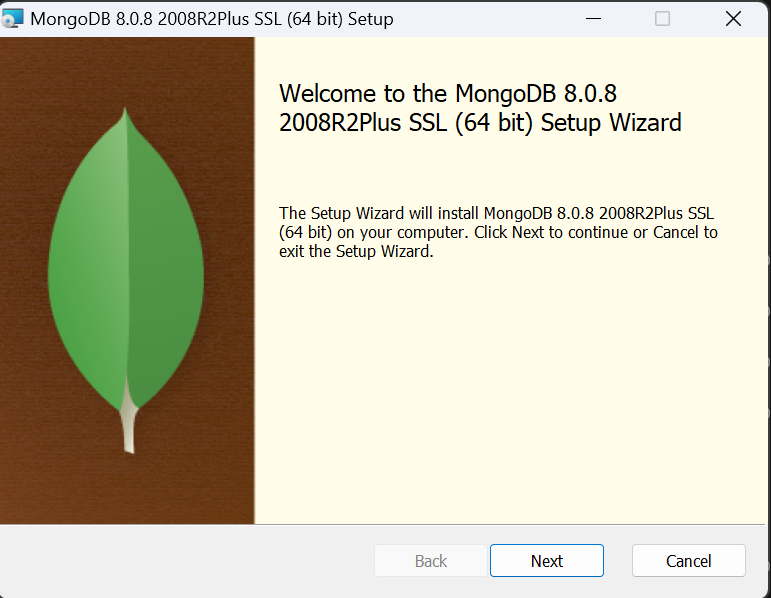 MongoDB 8.0.8 2008R2Plus SSL (64 bit) Setup
Welcome to the MongoDB 8.0.8
2008R2Plus SSL (64 bit) Setup Wizard
The Setup Wizard will install MongoDB 8.0.8 2008R2Plus SSL
(64 bit) on your computer. Click Next to continue or Cancel to
exit the Setup Wizard.
Back Next Cancel